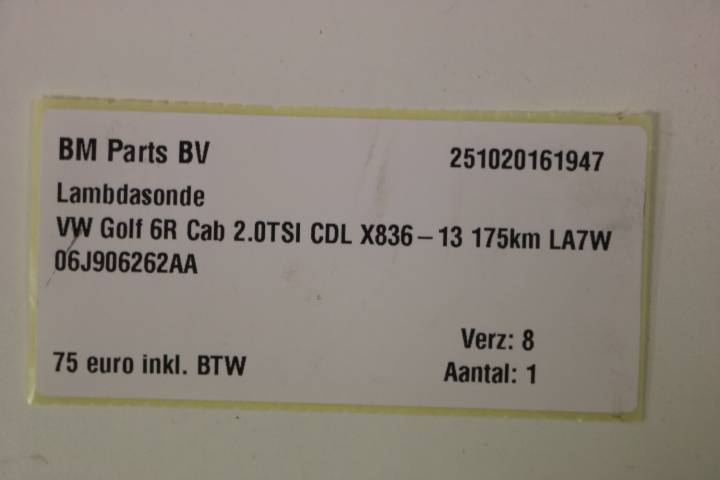 BM Parts BV 251020161947
Lambdasonde
VW Golf 6R Cab 2.0TSI CDL X836-13 175km LA7W
06J906262AA
Verz: 8
75 euro inkl. BTW
Aantal: 1